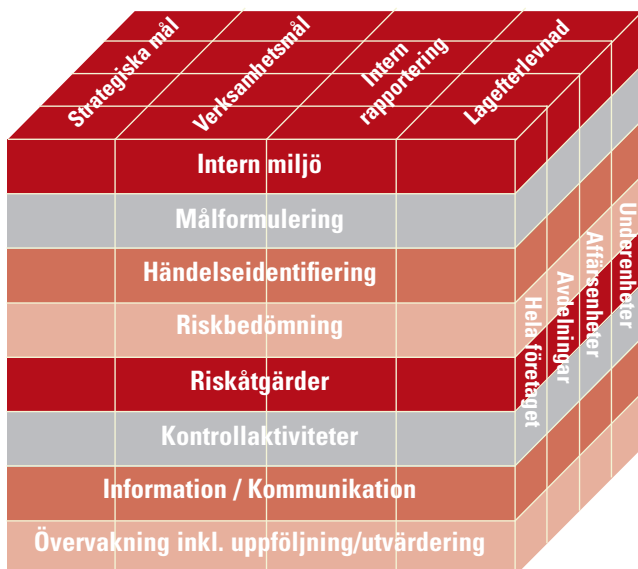 Strategiska mål
Verksamhetsmål
Intern
rapportering
Lagefterlevnad
Intern miljö
Målformulering
Händelseidentifiering
Riskbedömning
Riskåtgärder
Kontrollaktiviteter
Information / Kommunikation
Övervakning inkl. uppföljning/utvärdering
Hela företaget
Avdelningar
Affärsenheter
Underenheter